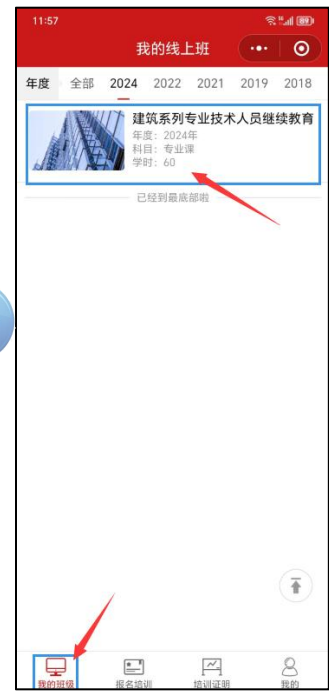 11:57
5G
89
我的线上班
年度 全部 2024 2022 2021 2019 2018
建筑系列专业技术人员继续教育
年度：2024年
科目：专业课
学时：60
已经到最底部啦
我的班级 报名培训 培训证明 我的